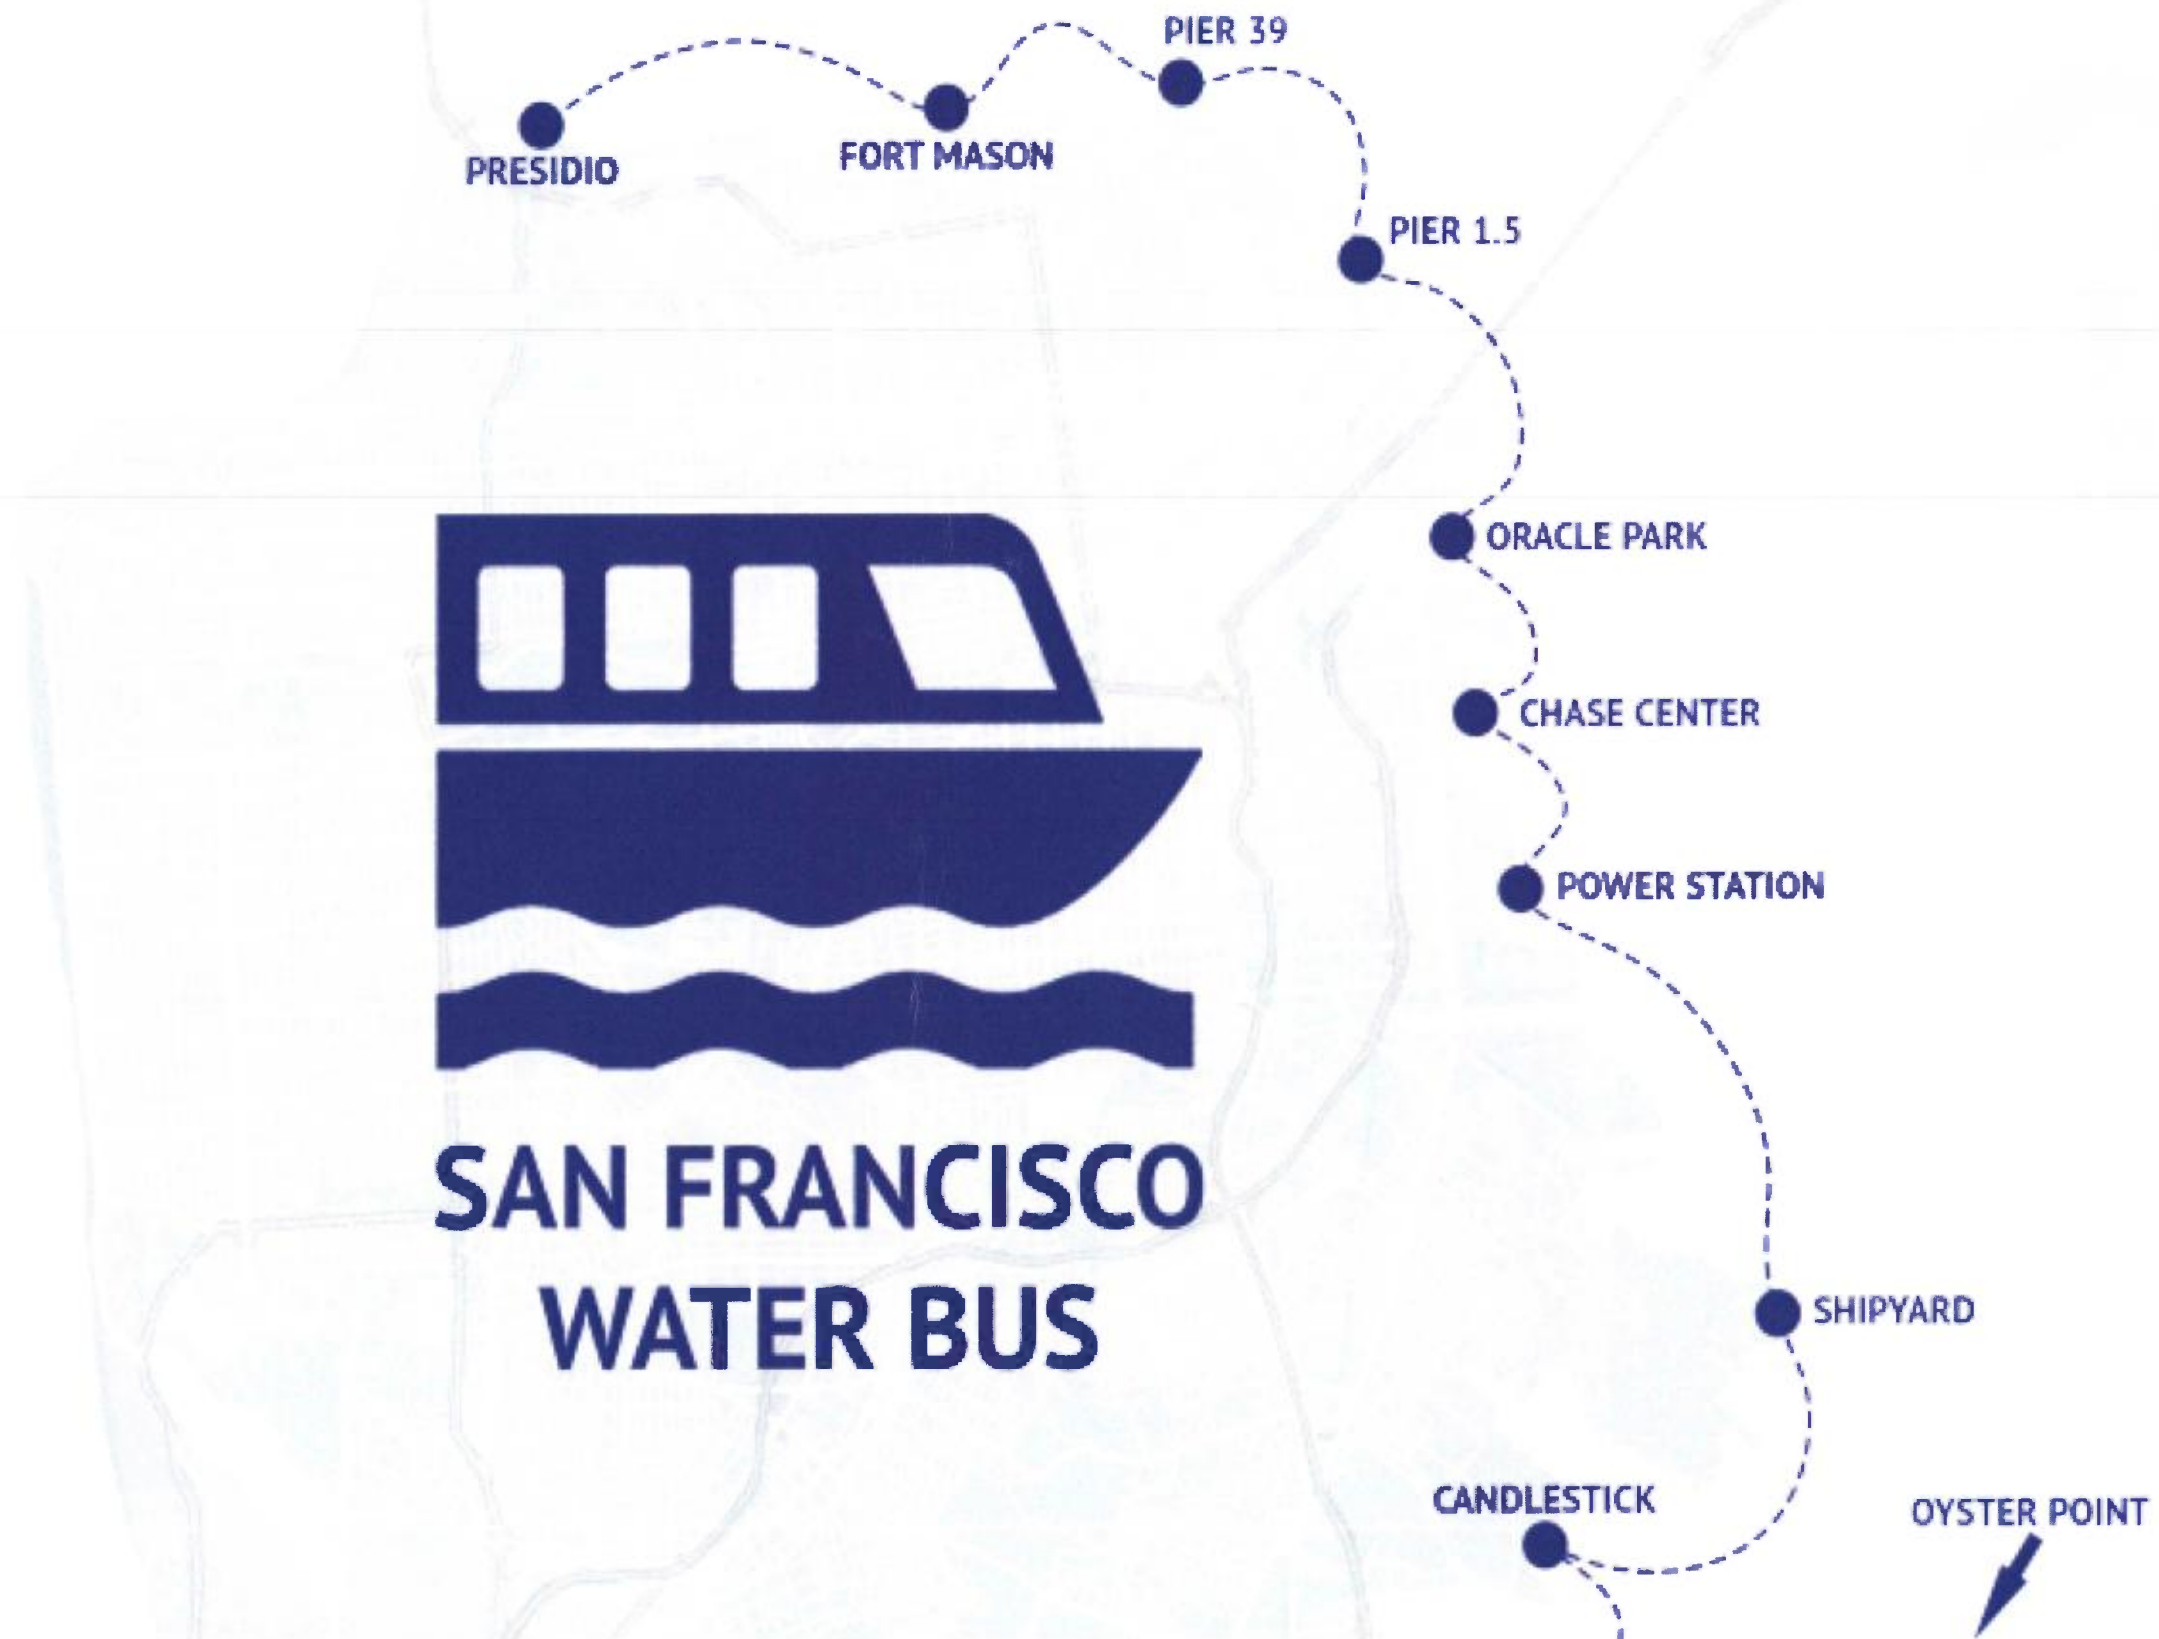 PIER 39
PRESIDIO
FORT MASON
PIER 1.5
ORACLE PARK
CHASE CENTER
POWER STATION
SAN FRANCISCO
WATER BUS
SHIPYARD
CANDLESTICK
OYSTER POINT